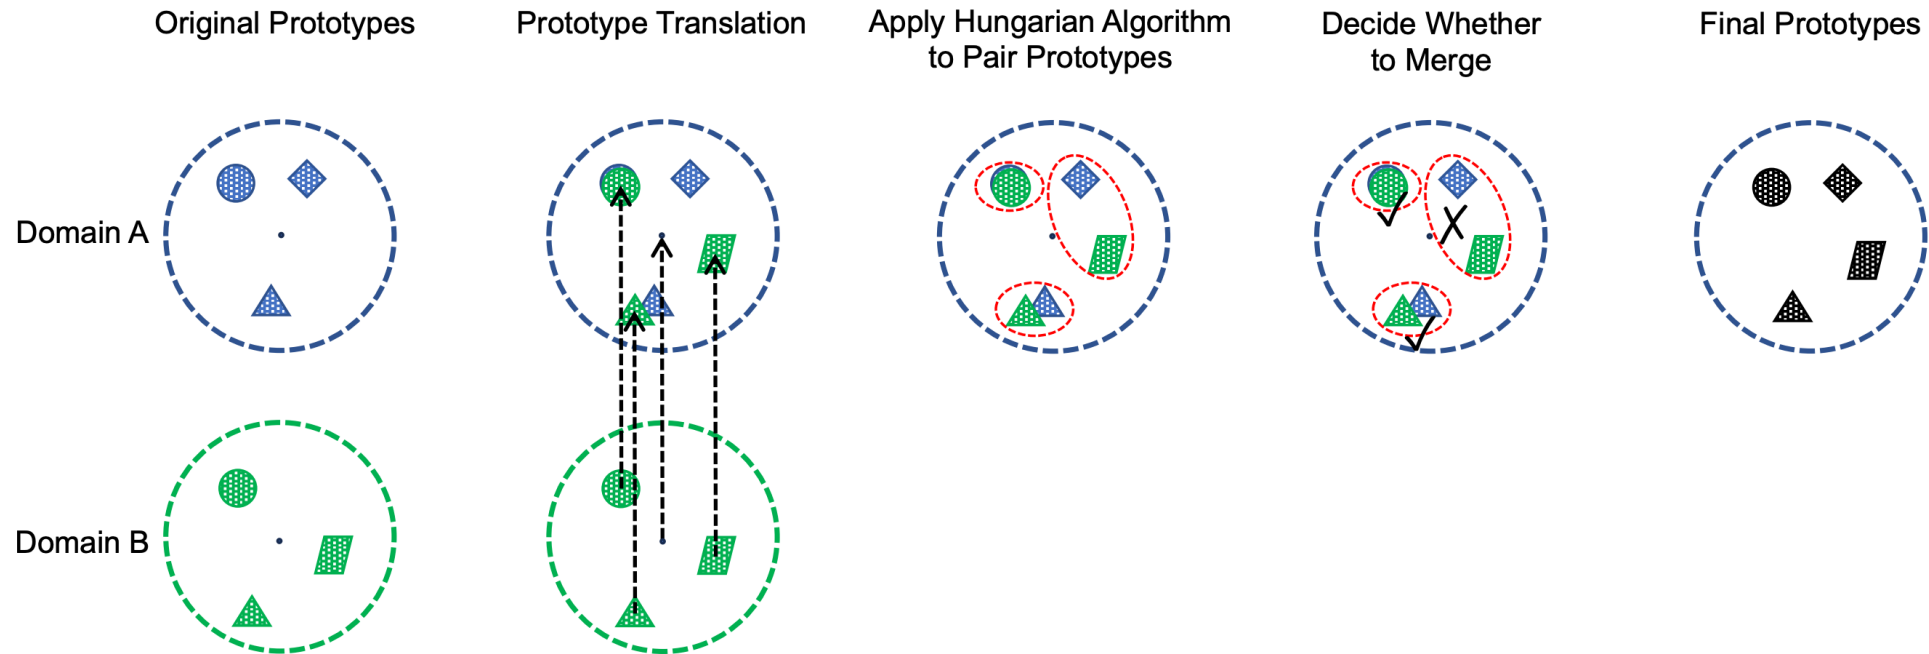 Original Prototypes
Prototype Translation
Apply Hungarian Algorithm
to Pair Prototypes
Decide Whether
to Merge
Final Prototypes
Domain A
Domain B